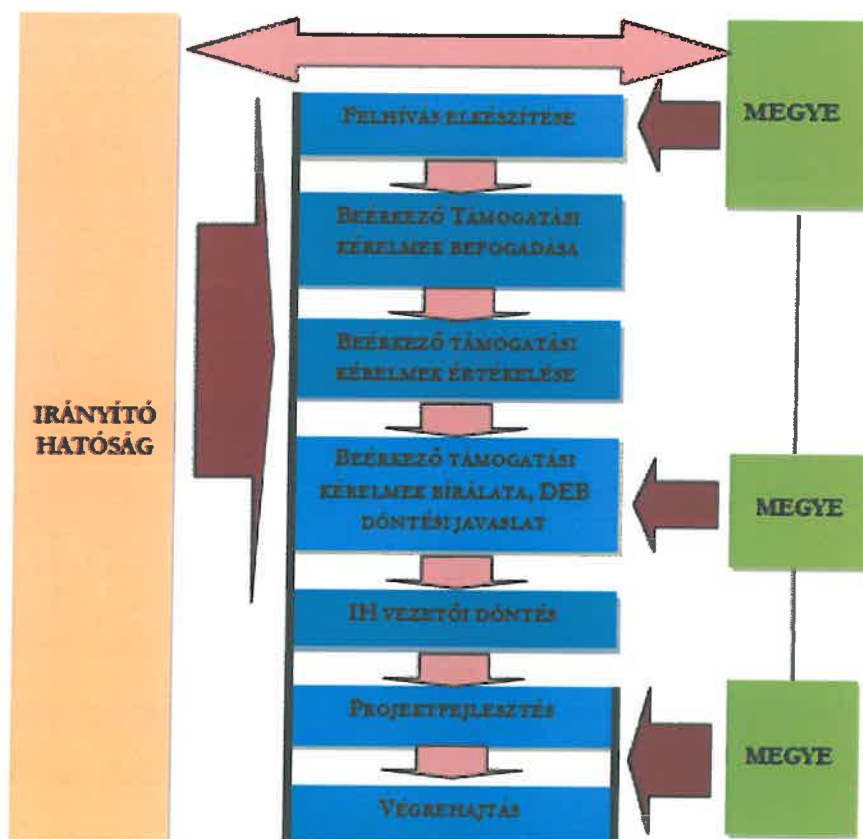 IRÁNYÍTÓ
HATÓSÁG
FELHÍVÁS ELKÉSZÍTÉSE
BEÉRKEZŐ TÁMOGATÁSI
KÉRELMEK BEFOGADÁSA
BEÉRKEZŐ TÁMOGATÁSI
KÉRELMEK ÉRTÉKELÉSE
BEÉRKEZŐ TÁMOGATÁSI
KÉRELMEK BÍRÁLATA, DEB
DÖNTÉSI JAVASLAT
IH VEZETŐI DÖNTÉS
PROJEKTFEJLESZTÉS
VÉGREHAJTÁS
MEGYE
MEGYE
MEGYE